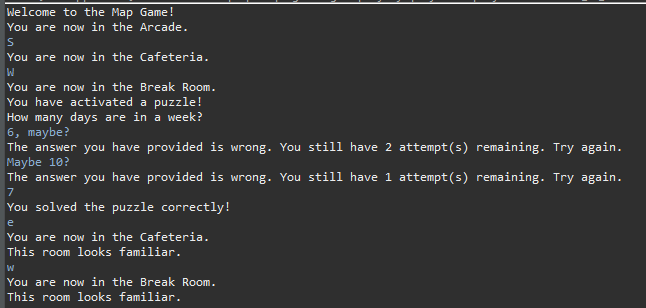 Welcome to the Map Game!
You are now in the Arcade.
S
You are now in the Cafeteria.
W
You are now in the Break Room.
You have activated a puzzle!
How many days are in a week?
6, maybe?
The answer you have provided is wrong. You still have 2 attempt(s) remaining. Try again.
Maybe 10?
The answer you have provided is wrong. You still have 1 attempt(s) remaining. Try again.
7
You solved the puzzle correctly!
e
You are now in the Cafeteria.
This room looks familiar.
w
You are now in the Break Room.
This room looks familiar.